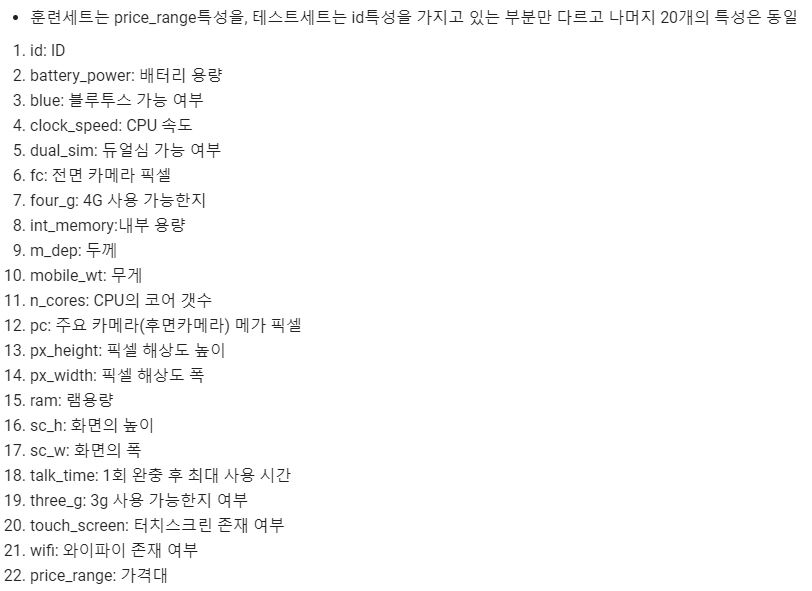 • 훈련세트는 price_range특성을, 테스트세트는 id특성을 가지고 있는 부분만 다르고 나머지 20개의 특성은 동일
1. id: ID
2. battery_power: 배터리 용량
3. blue: 블루투스 가능 여부
4. clock_speed: CPU 속도
5. dual_sim: 듀얼심 가능 여부
6. fc: 전면 카메라 픽셀
7. four_g: 4G 사용 가능한지
8. int_memory:내부 용량
9. m_dep: 두께
10. mobile_wt: 무게
11. n_cores: CPU의 코어 갯수
12. pc: 주요 카메라(후면카메라) 메가 픽셀
13. px_height: 픽셀 해상도 높이
14. px_width: 픽셀 해상도 폭
15. ram: 램용량
16. sc_h: 화면의 높이
17. sc_w: 화면의 폭
18. talk_time: 1회 완충 후 최대 사용 시간
19. three_g: 3g 사용 가능한지 여부
20. touch_screen: 터치스크린 존재 여부
21. wifi: 와이파이 존재 여부
22. price_range: 가격대